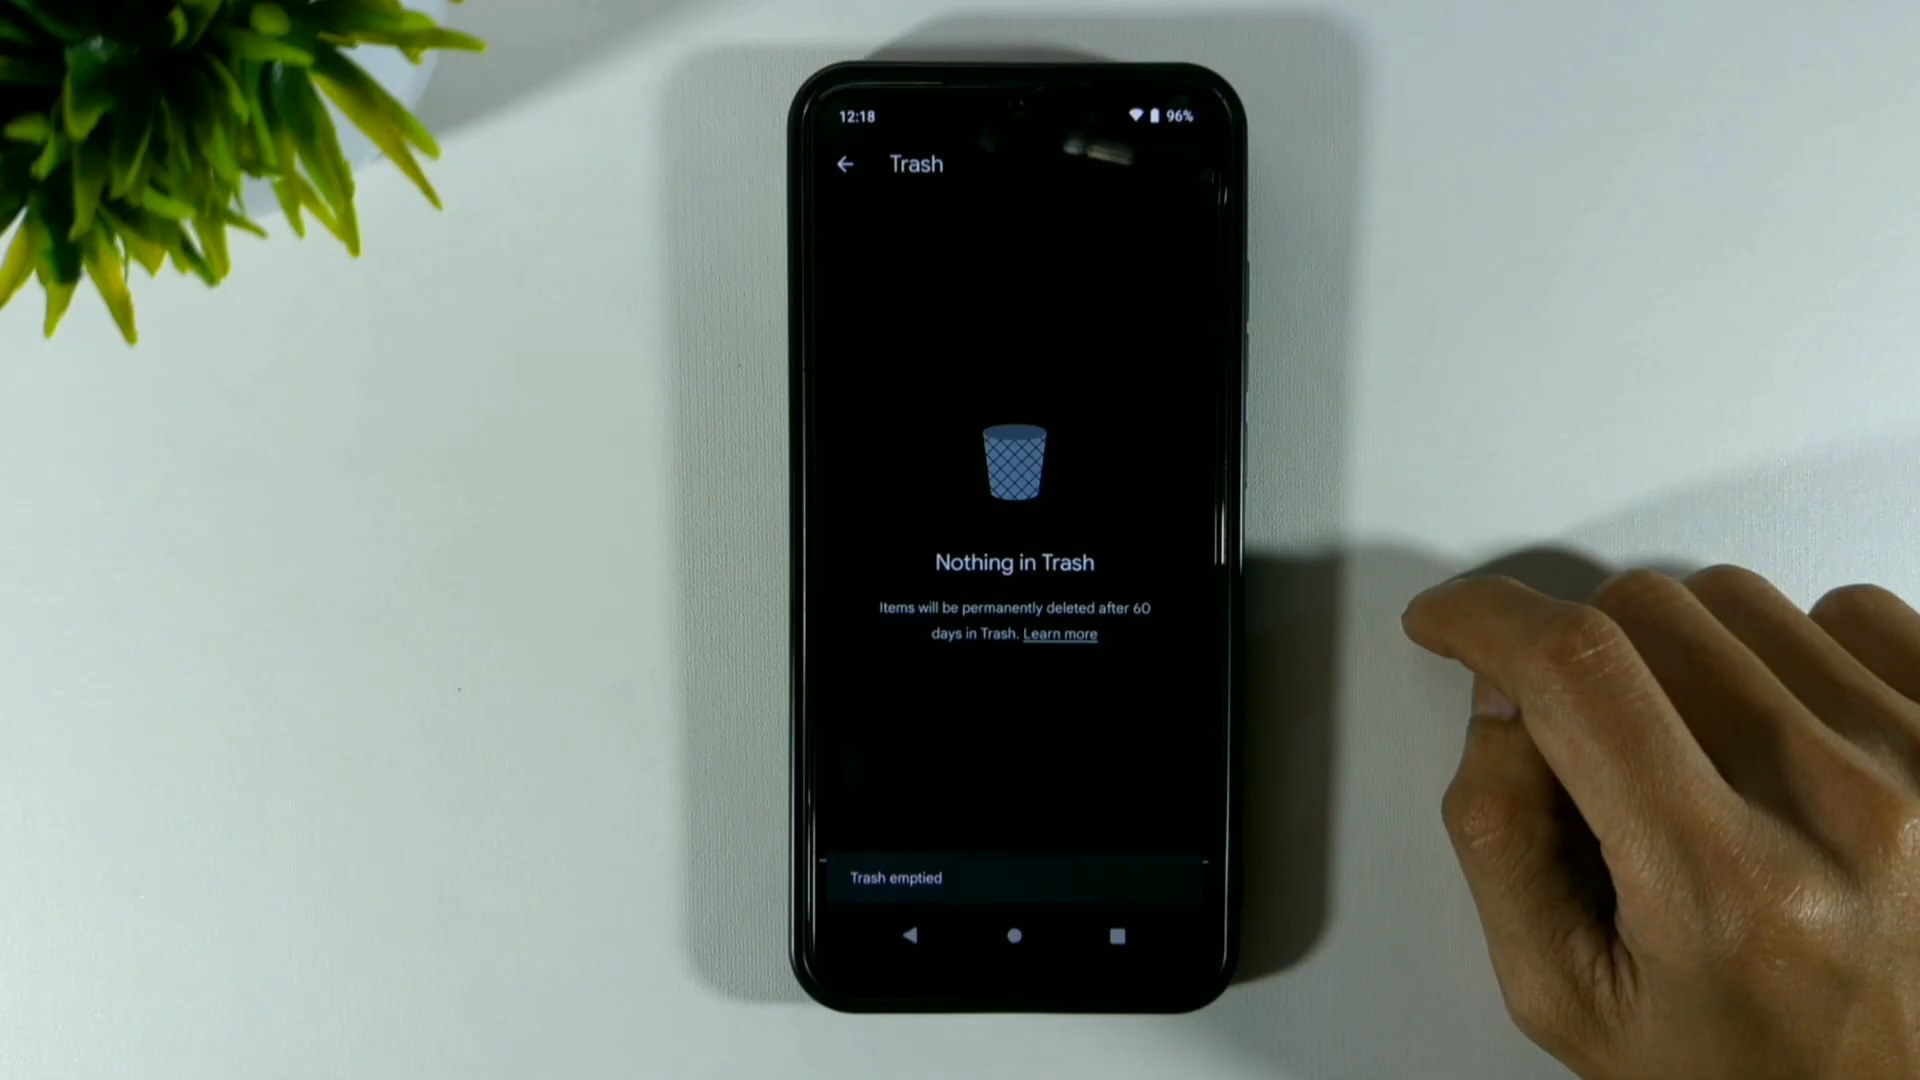 12:18
96%
Trash
Nothing in Trash
Items will be permanently deleted after 60
days in Trash. Learn more
Trash emptied